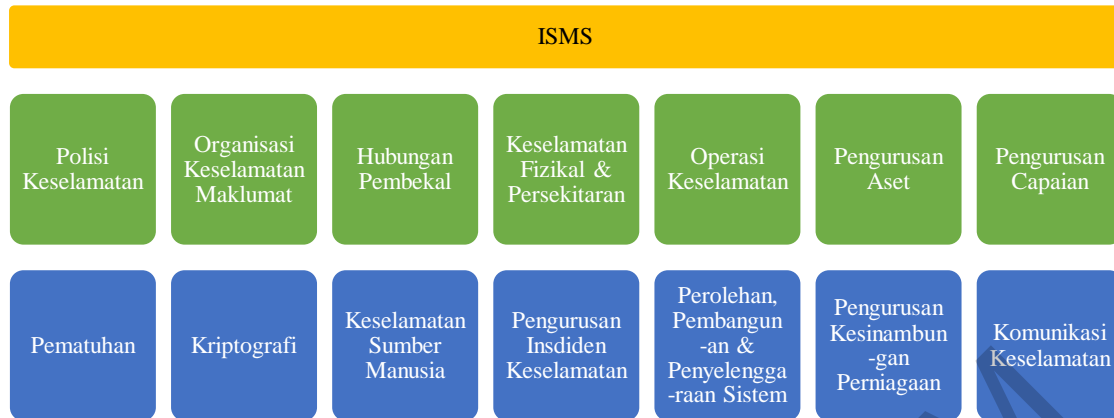 ISMS
Polisi
Keselamatan
Organisasi
Keselamatan
Maklumat
Hubungan
Pembekal
Keselamatan
Fizikal &
Persekitaran
Operasi
Keselamatan
Pengurusan
Aset
Pengurusan
Capaian
Pematuhan
Kriptografi
Keselamatan
Sumber
Manusia
Pengurusan
Insdiden
Keselamatan
Perolehan,
Pembangun
-an &
Penyelengga
-raan Sistem
Pengurusan
Kesinambun
-gan
Perniagaan
Komunikasi
Keselamatan